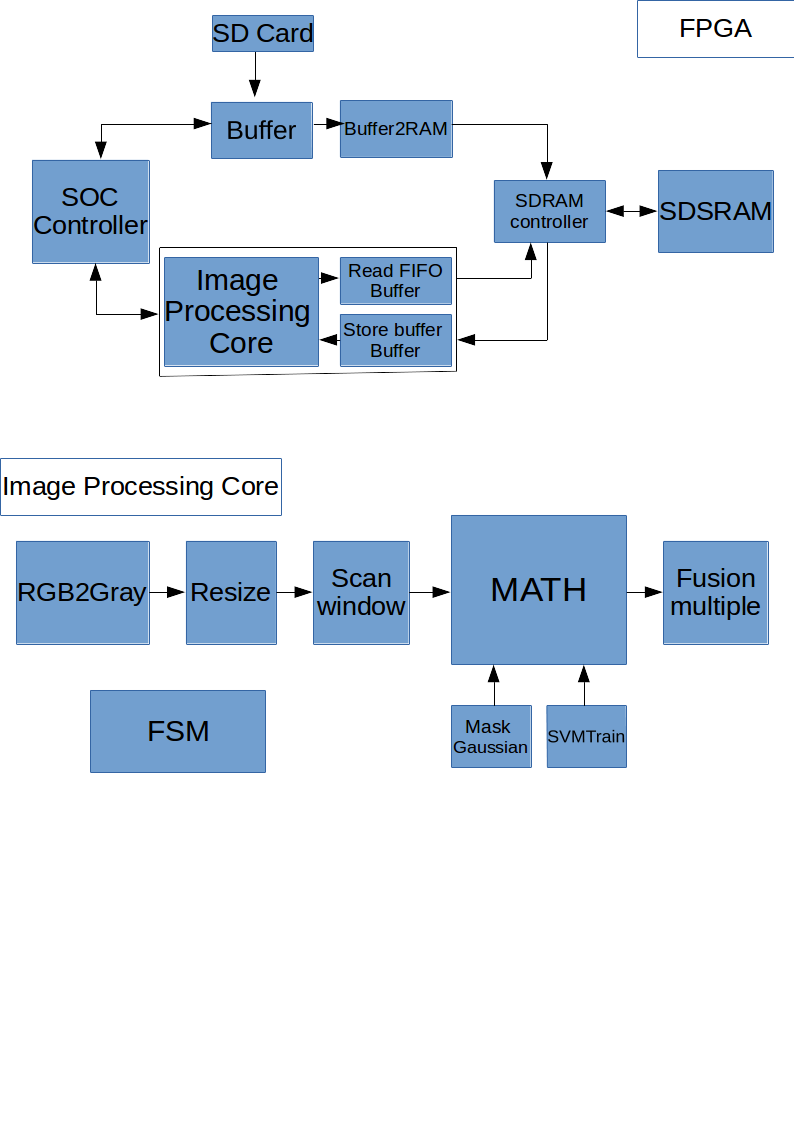 FPGA
SD Card
Buffer
Buffer2RAM
SOC
Controller
SDRAM
controller
SDSRAM
Image
Processing
Core
Read FIFO
Buffer
Store buffer
Buffer
Image Processing Core
RGB2Gray
Resize
Scan
window
MATH
Fusion
multiple
FSM
Mask
Gaussian
SVMTrain